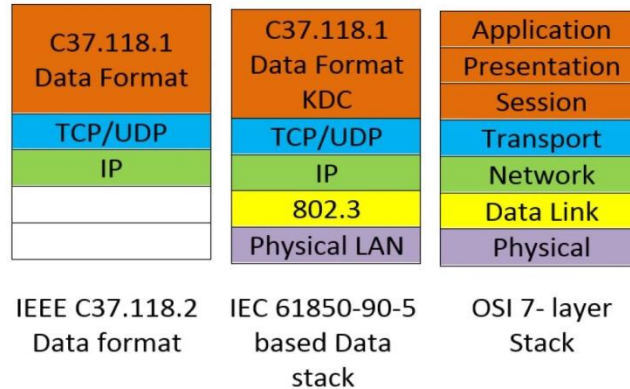 C37.118.1
Data Format
TCP/UDP
IP
IEEE C37.118.2
Data format
C37.118.1
Data Format
KDC
TCP/UDP
IP
802.3
Physical LAN
IEC 61850-90-5
based Data
stack
Application
Presentation
Session
Transport
Network
Data Link
Physical
OSI 7- layer
Stack